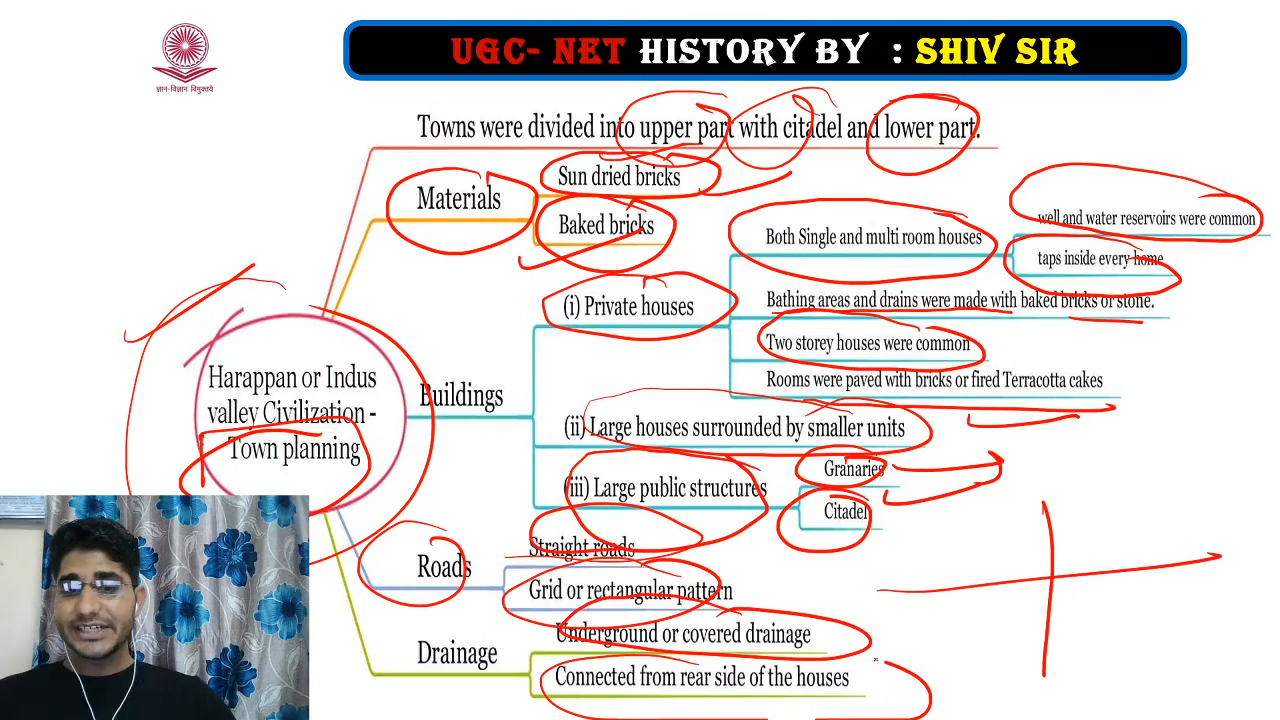 ज्ञान-विज्ञान विमुक्तये
UGC- NET HISTORY BY : SHIV SIR
Towns were divided into upper part with citadel and lower part.
Materials
Sun dried bricks
Baked bricks
Harappan or Indus
valley Civilization -
Town planning
Buildings
(i) Private houses
Both Single and multi room houses
well and water reservoirs were common
taps inside every home
Bathing areas and drains were made with baked bricks or stone.
Two storey houses were common
Rooms were paved with bricks or fired Terracotta cakes
(ii) Large houses surrounded by smaller units
(iii) Large public structures
Granaries
Citadel
Roads
Straight roads
Grid or rectangular pattern
Drainage
Underground or covered drainage
Connected from rear side of the houses